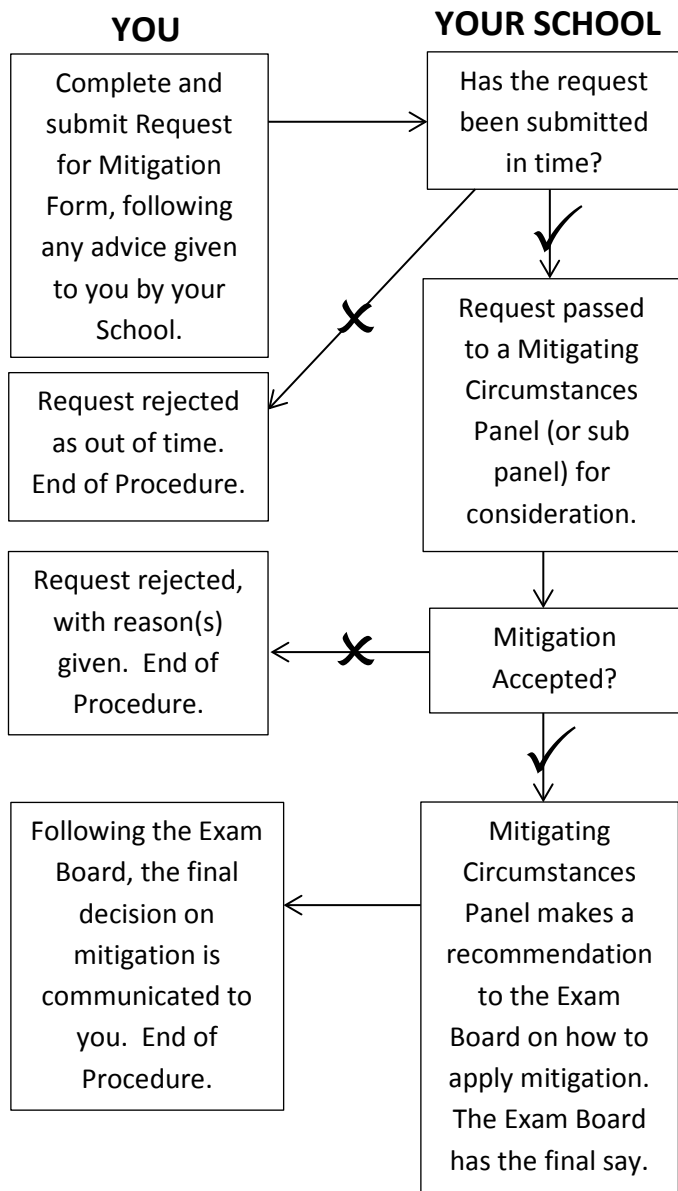 YOU
Complete and
submit Request
for Mitigation
Form, following
any advice given
to you by your
School.
YOUR SCHOOL
Has the request
been submitted
in time?
Request rejected
as out of time.
End of Procedure.
Request passed
to a Mitigating
Circumstances
Panel (or sub
panel) for
consideration.
Mitigation
Accepted?
Request rejected,
with reason(s)
given.  End of
Procedure.
Mitigating
Circumstances
Panel makes a
recommendation
to the Exam
Board on how to
apply mitigation.
The Exam Board
has the final say.
Following the Exam
Board, the final
decision on
mitigation is
communicated to
you.  End of
Procedure.